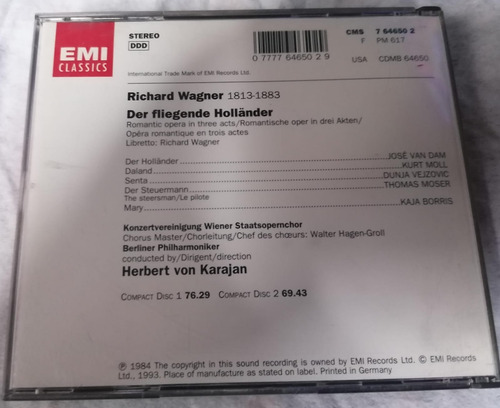 EMI
CLASSICS
STEREO
DDD
International Trade Mark of EMI Records Ltd.
0 7777 64650 2 9
CMS 7 64650 2
F PM 617
USA CDMB 64650
Richard Wagner 1813-1883
Der fliegende Holländer
Romantic opera in three acts/Romantische oper in drei Akten/
Opéra romantique en trois actes
Libretto: Richard Wagner
Der Holländer JOSÉ VAN DAM
Daland KURT MOLL
Senta DUNJA VEJZOVIC
Der Steuermann THOMAS MOSER
The steersman/Le pilote
Mary KAJA BORRIS
Konzertvereinigung Wiener Staatsopernchor
Chorus Master/Chorleitung/Chef des chœurs: Walter Hagen-Groll
Berliner Philharmoniker
conducted by/Dirigent/direction
Herbert von Karajan
COMPACT DISC 1 76.29 COMPACT DISC 2 69.43
℗ 1984 The copyright in this sound recording is owned by EMI Records Ltd. © EMI Records
Ltd., 1993. Place of manufacture as stated on label. Printed in Germany